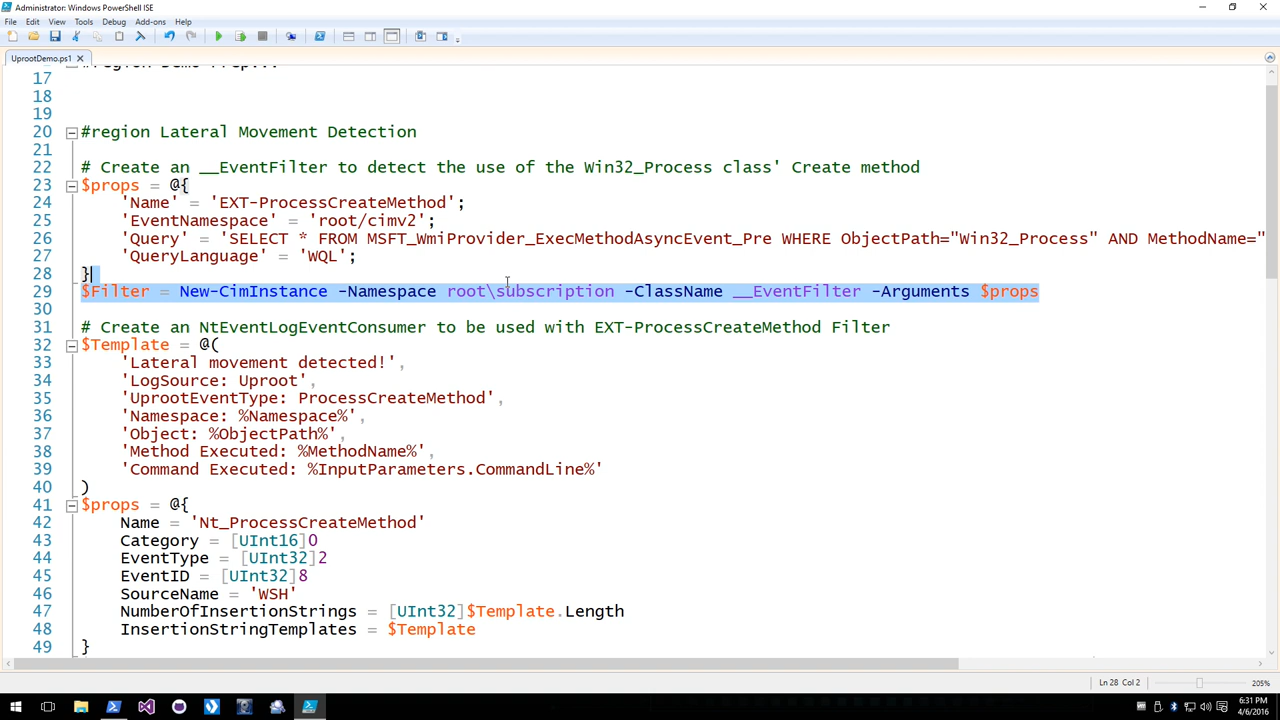 Administrator: Windows PowerShell ISE
File Edit View Tools Debug Add-ons Help
UprootDemo.ps1
17
18
19
20 #region Lateral Movement Detection
21
22 # Create an __EventFilter to detect the use of the Win32_Process class' Create method
23 $props = @{
24 'Name' = 'EXT-ProcessCreateMethod';
25 'EventNamespace' = 'root/cimv2';
26 'Query' = 'SELECT * FROM MSFT_WmiProvider_ExecMethodAsyncEvent_Pre WHERE ObjectPath="Win32_Process" AND MethodName="
27 'QueryLanguage' = 'WQL';
28 }
29 $Filter = New-CimInstance -Namespace root\subscription -ClassName __EventFilter -Arguments $props
30
31 # Create an NtEventLogEventConsumer to be used with EXT-ProcessCreateMethod Filter
32 $Template = @(
33 'Lateral movement detected!',
34 'LogSource: Uproot',
35 'UprootEventType: ProcessCreateMethod',
36 'Namespace: %Namespace%',
37 'Object: %ObjectPath%',
38 'Method Executed: %MethodName%',
39 'Command Executed: %InputParameters.CommandLine%'
40 )
41 $props = @{
42 Name = 'Nt_ProcessCreateMethod'
43 Category = [UInt16]0
44 EventType = [UInt32]2
45 EventID = [UInt32]8
46 SourceName = 'WSH'
47 NumberOfInsertionStrings = [UInt32]$Template.Length
48 InsertionStringTemplates = $Template
49 }
Ln 28 Col 2
205%
6:31 PM
4/6/2016